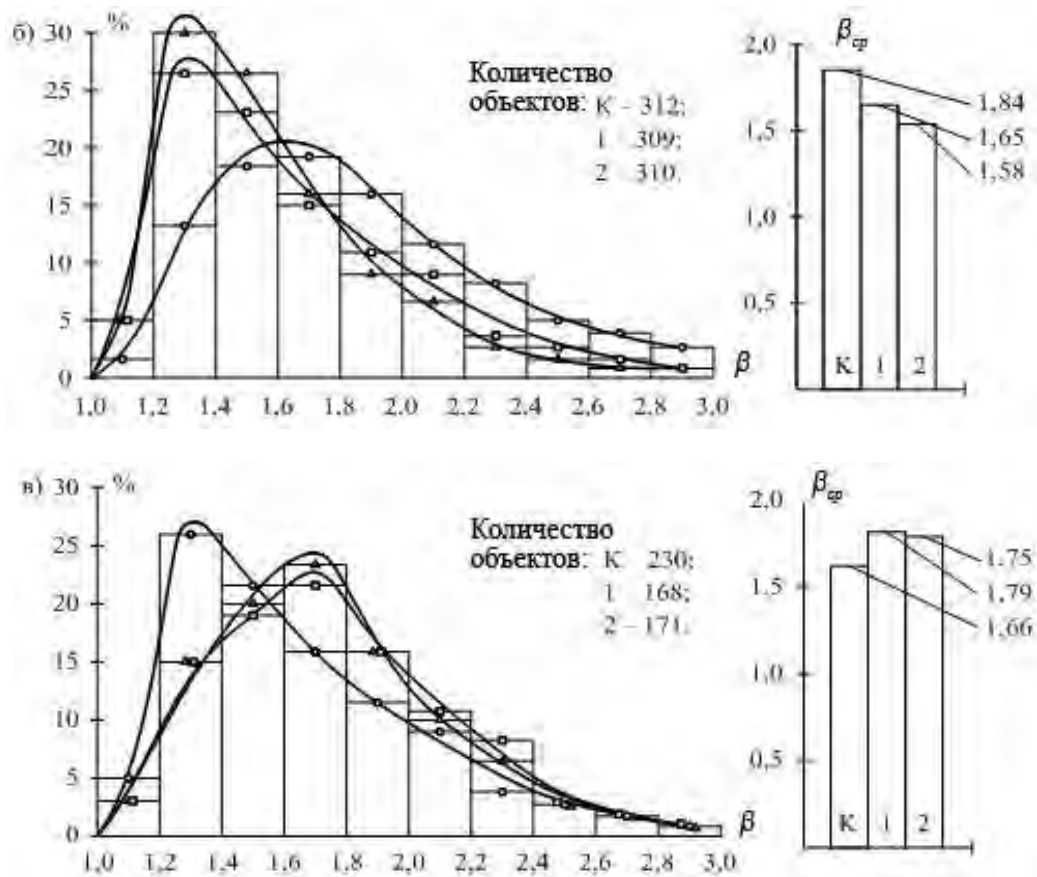 б)
%
30
25
20
15
10
5
0
1,0 1,2 1,4 1,6 1,8 2,0 2,2 2,4 2,6 2,8 3,0
β
Количество
объектов: К – 312;
1 – 309;
2 – 310.
βср
2,0
1,5
1,0
0,5
К 1 2
1,84
1,65
1,58
в)
%
30
25
20
15
10
5
0
1,0 1,2 1,4 1,6 1,8 2,0 2,2 2,4 2,6 2,8 3,0
β
Количество
объектов: К 230;
1 168;
2 – 171.
βср
2.0
1,5
1,0
0,5
К 1 2
1.75
1.79
1.66